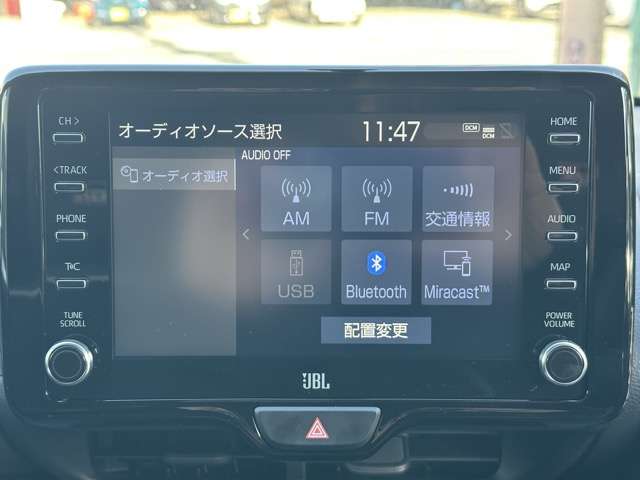 CH >
<TRACK
PHONE
T⊙C
TUNE
SCROLL
オーディオソース選択
11:47
DCM
DCM
オーディオ選択
AUDIO OFF
AM
FM
交通情報
USB
Bluetooth
Miracast™
配置変更
HOME
MENU
AUDIO
MAP
POWER
VOLUME
JBL